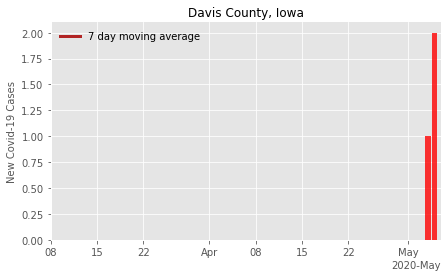 Davis County, Iowa
7 day moving average
New Covid-19 Cases
2.00
1.75
1.50
1.25
1.00
0.75
0.50
0.25
0.00
08 15 22 Apr 08 15 22 May
2020-May